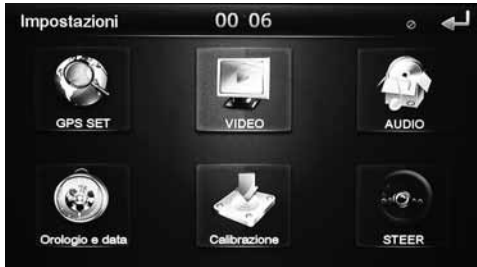 Impostazioni 00 06
GPS SET VIDEO AUDIO
Orologio e data Calibrazione STEER